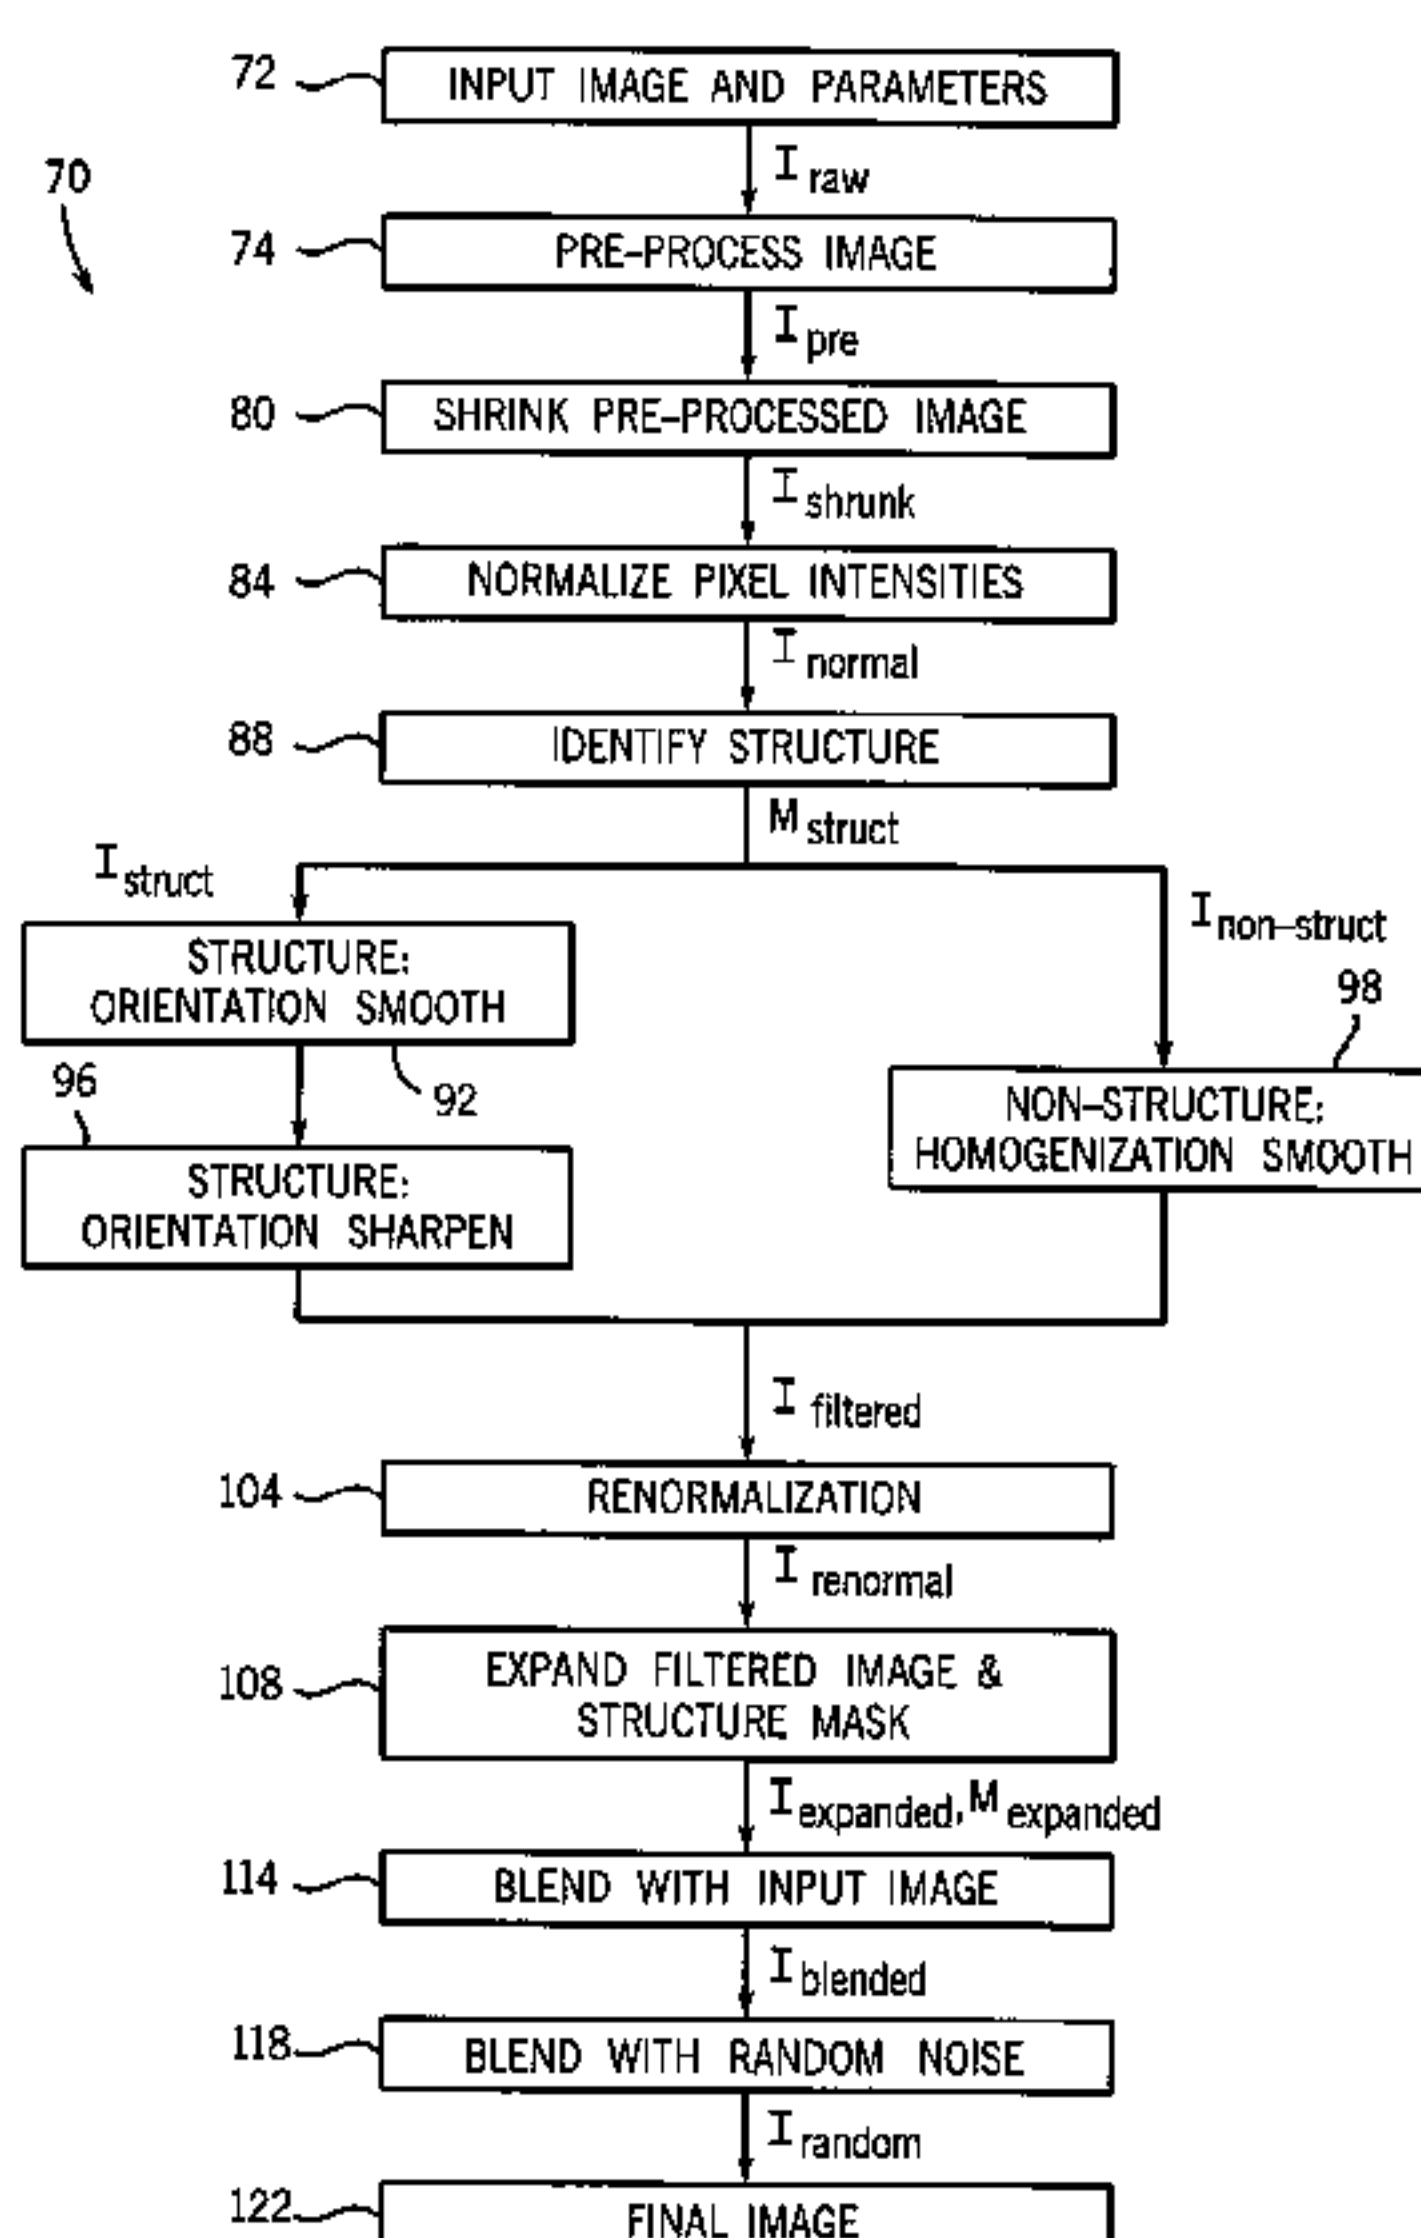 72
INPUT IMAGE AND PARAMETERS
I raw
70
74
PRE-PROCESS IMAGE
I pre
80
SHRINK PRE-PROCESSED IMAGE
I shrunk
84
NORMALIZE PIXEL INTENSITIES
I normal
88
IDENTIFY STRUCTURE
M struct
I struct
I non-struct
STRUCTURE:
ORIENTATION SMOOTH
98
96
92
NON-STRUCTURE:
HOMOGENIZATION SMOOTH
STRUCTURE:
ORIENTATION SHARPEN
I filtered
104
RENORMALIZATION
I renormal
108
EXPAND FILTERED IMAGE &
STRUCTURE MASK
I expanded, M expanded
114
BLEND WITH INPUT IMAGE
I blended
118
BLEND WITH RANDOM NOISE
I random
122
FINAL IMAGE